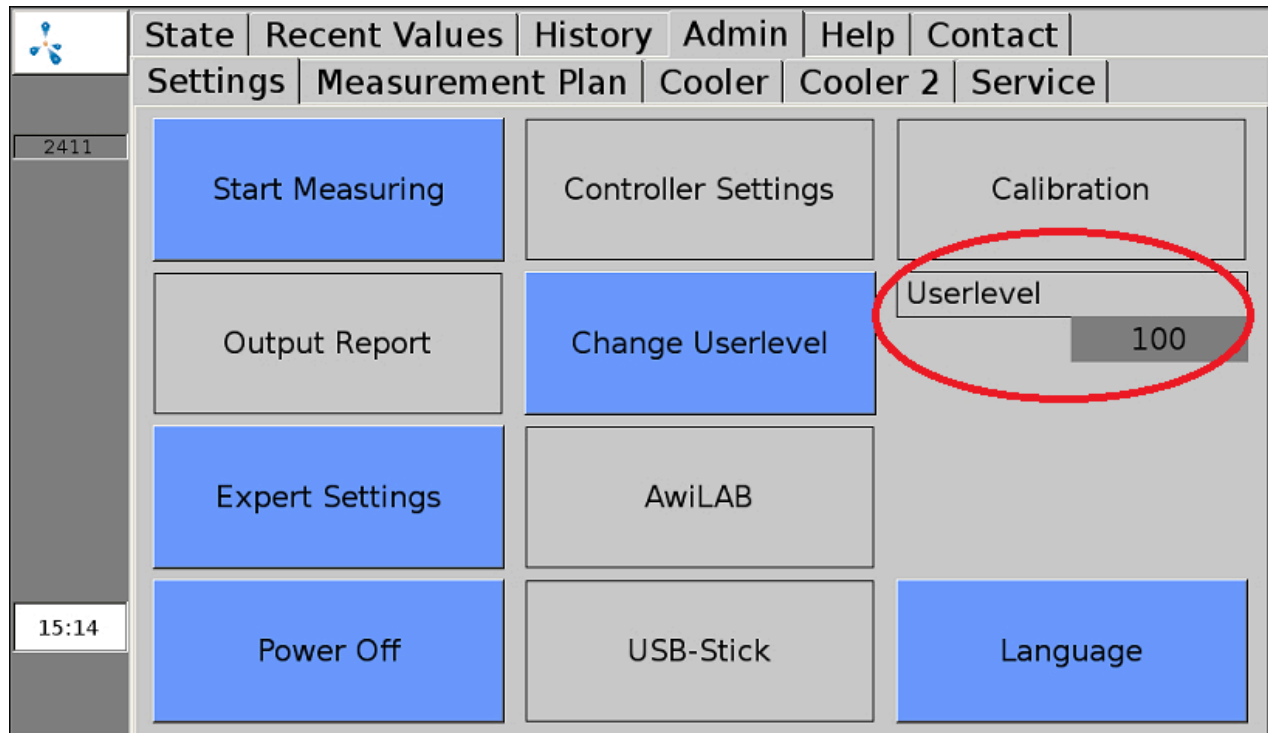 State Recent Values History Admin Help Contact
Settings Measurement Plan Cooler Cooler 2 Service
2411
Start Measuring Controller Settings Calibration
Userlevel
100
Output Report Change Userlevel
Expert Settings AwiLAB
15:14
Power Off USB-Stick Language